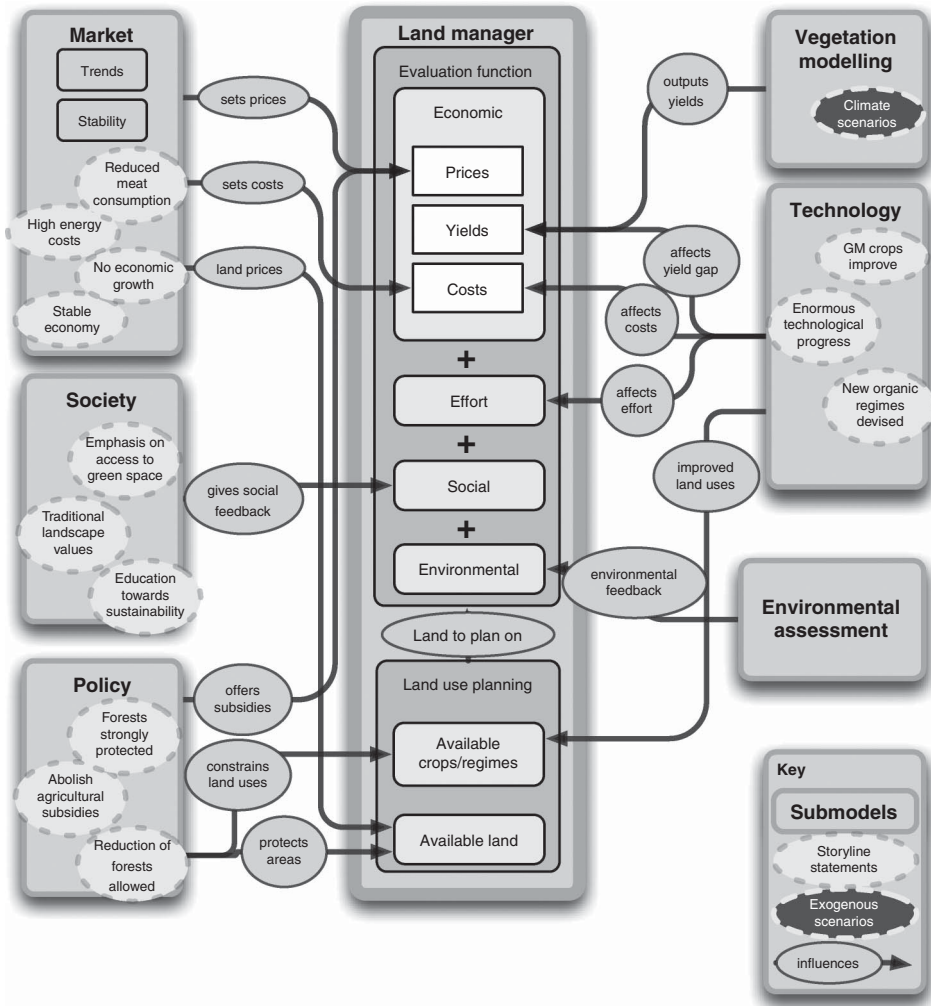 Market
Trends
Stability
Reduced
meat
consumption
High energy
costs
No economic
growth
Stable
economy
sets prices
sets costs
land prices
Society
Emphasis on
access to
green space
Traditional
landscape
values
Education
towards
sustainability
gives social
feedback
Policy
Forests
strongly
protected
Abolish
agricultural
subsidies
Reduction of
forests
allowed
offers
subsidies
constrains
land uses
protects
areas
Land manager
Evaluation function
Economic
Prices
Yields
Costs
+
Effort
+
Social
+
Environmental
Land to plan on
Land use planning
Available
crops/regimes
Available land
outputs
yields
affects
yield gap
affects
costs
affects
effort
improved
land uses
environmental
feedback
Vegetation
modelling
Climate
scenarios
Technology
GM crops
improve
Enormous
technological
progress
New organic
regimes
devised
Environmental
assessment
Key
Submodels
Storyline
statements
Exogenous
scenarios
influences